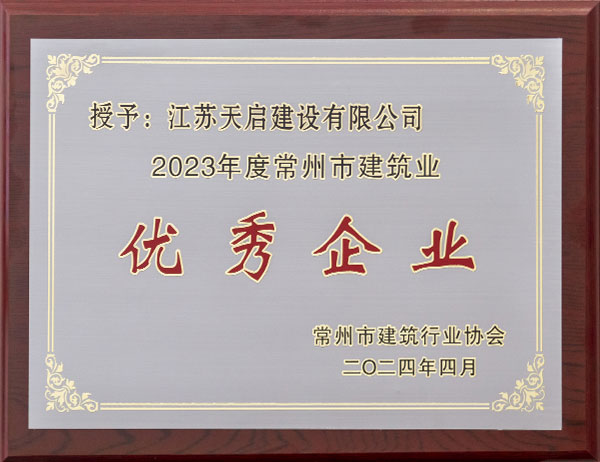 授予：江苏天启建设有限公司
2023年度常州市建筑业
优秀企业
常州市建筑行业协会
二〇二四年四月